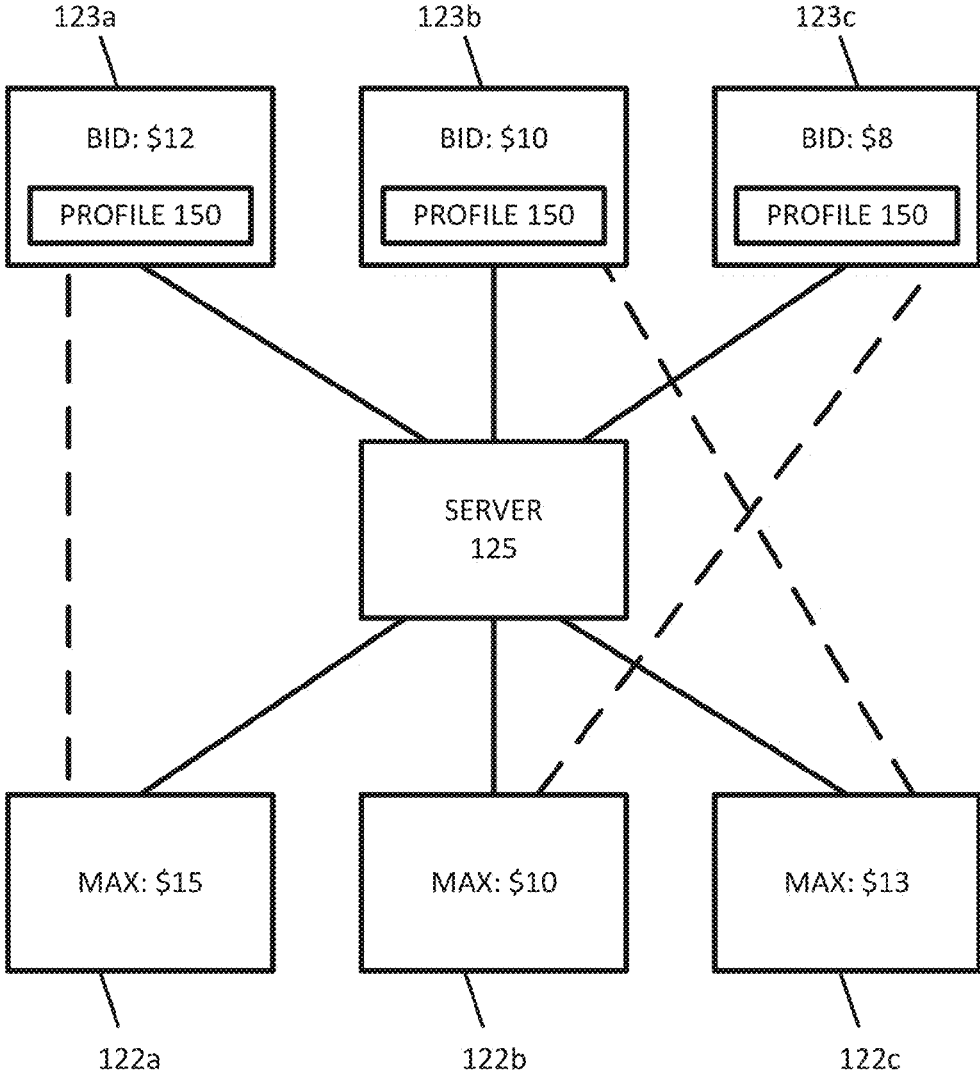 123a
123b
123c
BID: $12
BID: $10
BID: $8
PROFILE 150
PROFILE 150
PROFILE 150
SERVER
125
MAX: $15
MAX: $10
MAX: $13
122a
122b
122c